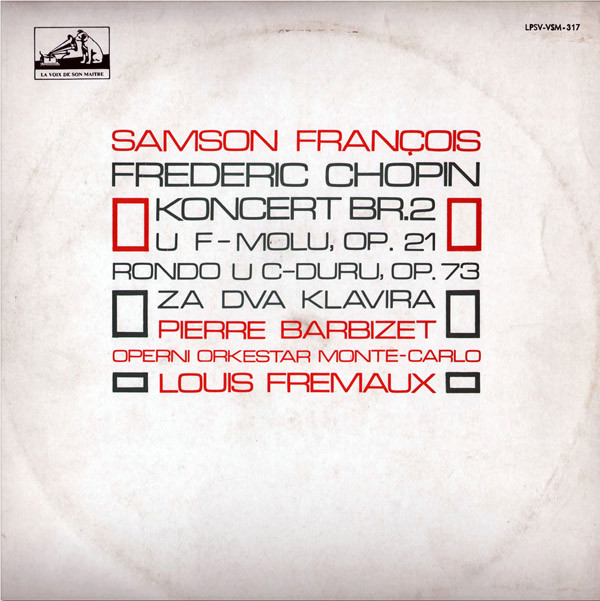 LPSV-VSM-317
LA VOIX DE SON MAITRE
SAMSON FRANÇOIS
FREDERIC CHOPIN
KONCERT BR.2
U F-MOLU, OP. 21
RONDO U C-DURU, OP. 73
ZA DVA KLAVIRA
PIERRE BARBIZET
OPERNI ORKESTAR MONTE-CARLO
LOUIS FREMAUX